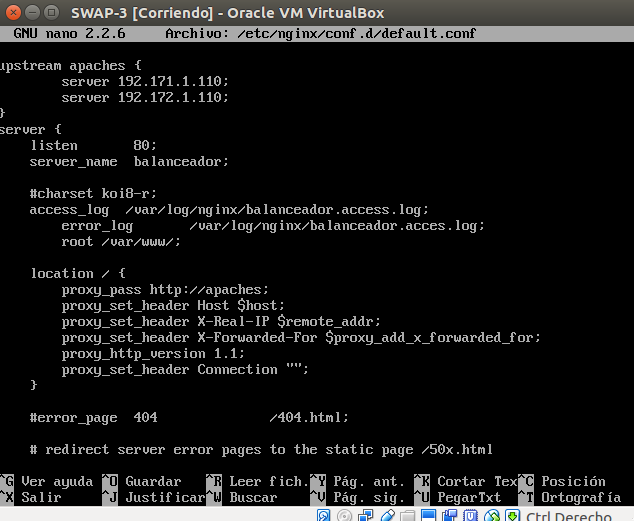 SWAP-3 [Corriendo] - Oracle VM VirtualBox
GNU nano 2.2.6 Archivo: /etc/nginx/conf.d/default.conf
upstream apaches {
server 192.171.1.110;
server 192.172.1.110;
}
server {
listen 80;
server_name balanceador;
#charset koi8-r;
access_log /var/log/nginx/balanceador.access.log;
error_log /var/log/nginx/balanceador.acces.log;
root /var/www/;
location / {
proxy_pass http://apaches;
proxy_set_header Host $host;
proxy_set_header X-Real-IP $remote_addr;
proxy_set_header X-Forwarded-For $proxy_add_x_forwarded_for;
proxy_http_version 1.1;
proxy_set_header Connection "";
}
#error_page 404 /404.html;
# redirect server error pages to the static page /50x.html
^G Ver ayuda ^O Guardar ^R Leer fich. ^Y Pág. ant. ^K Cortar Tex ^C Posición
^X Salir ^J Justificar ^W Buscar ^V Pág. sig. ^U PegarTxt ^T Ortografía
Ctrl Derecho